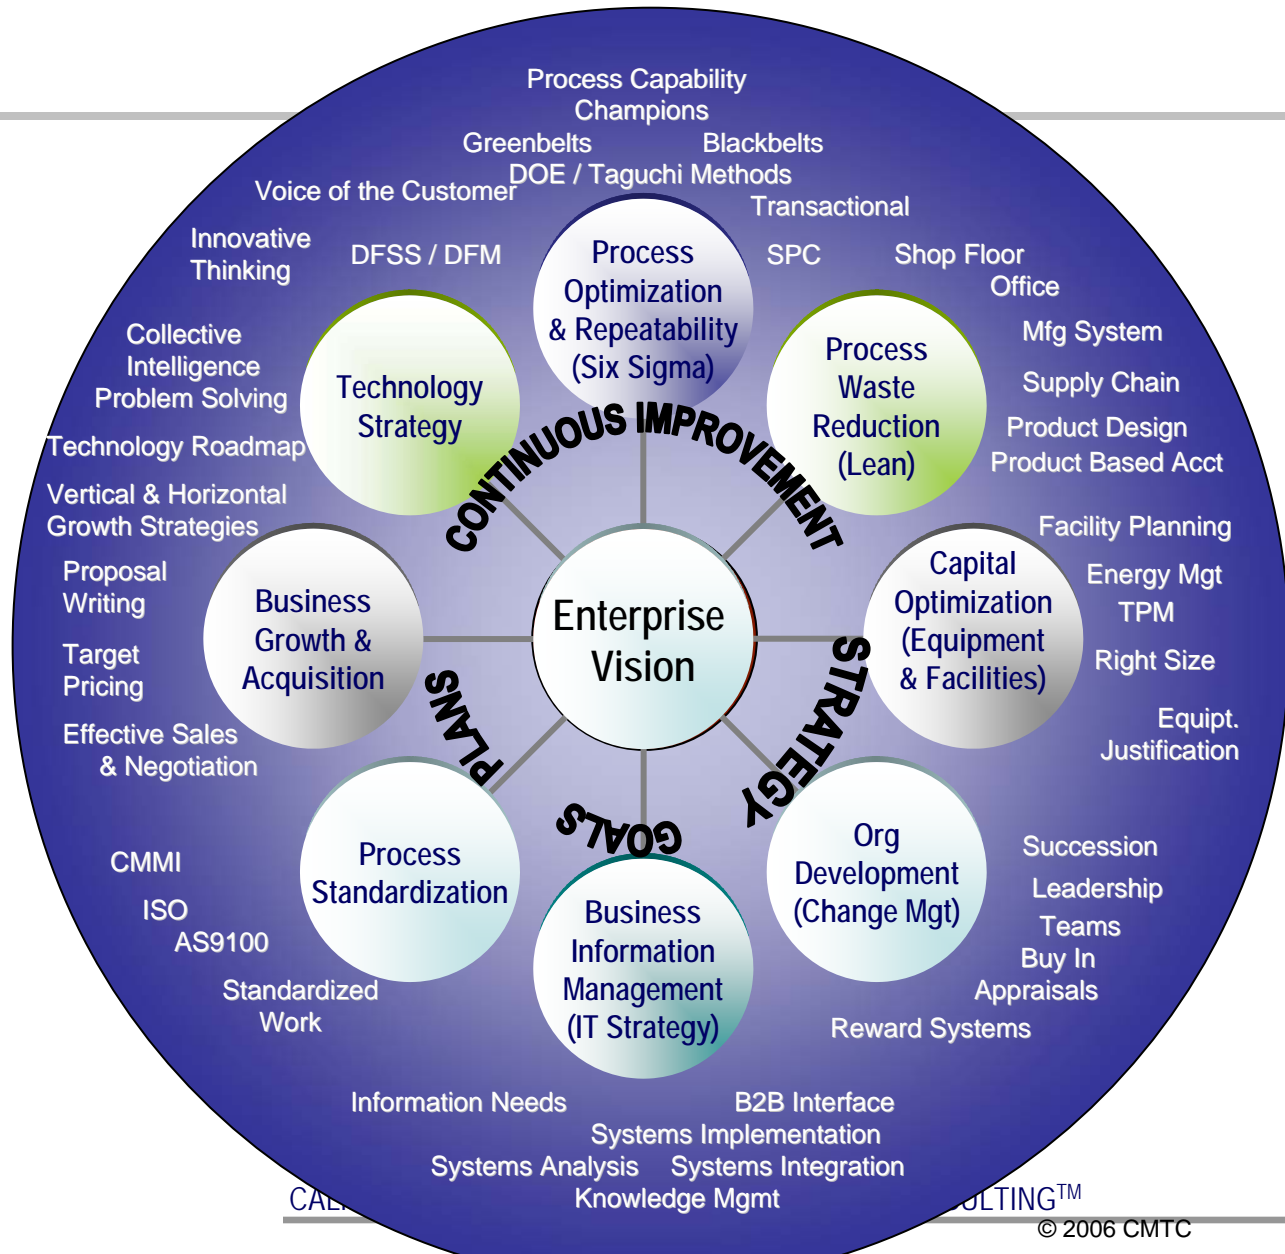 Process Capability
Champions
Greenbelts
Blackbelts
DOE / Taguchi Methods
Voice of the Customer
Transactional
Innovative
Thinking
DFSS / DFM
SPC
Shop Floor
Office
Process
Optimization
& Repeatability
(Six Sigma)
Collective
Intelligence
Problem Solving
Technology
Strategy
Process
Waste
Reduction
(Lean)
Mfg System
Supply Chain
Product Design
Product Based Acct
Technology Roadmap
CONTINUOUS IMPROVEMENT
Vertical & Horizontal
Growth Strategies
Facility Planning
Proposal
Writing
Business
Growth &
Acquisition
Enterprise
Vision
Capital
Optimization
(Equipment
& Facilities)
Energy Mgt
TPM
Target
Pricing
Right Size
Effective Sales
& Negotiation
PLANS
STRATEGY
Equipt.
Justification
GOALS
Process
Standardization
Org
Development
(Change Mgt)
CMMI
ISO
AS9100
Standardized
Work
Business
Information
Management
(IT Strategy)
Succession
Leadership
Teams
Buy In
Appraisals
Reward Systems
Information Needs
B2B Interface
Systems Implementation
Systems Analysis
Systems Integration
Knowledge Mgmt
© 2006 CMTC